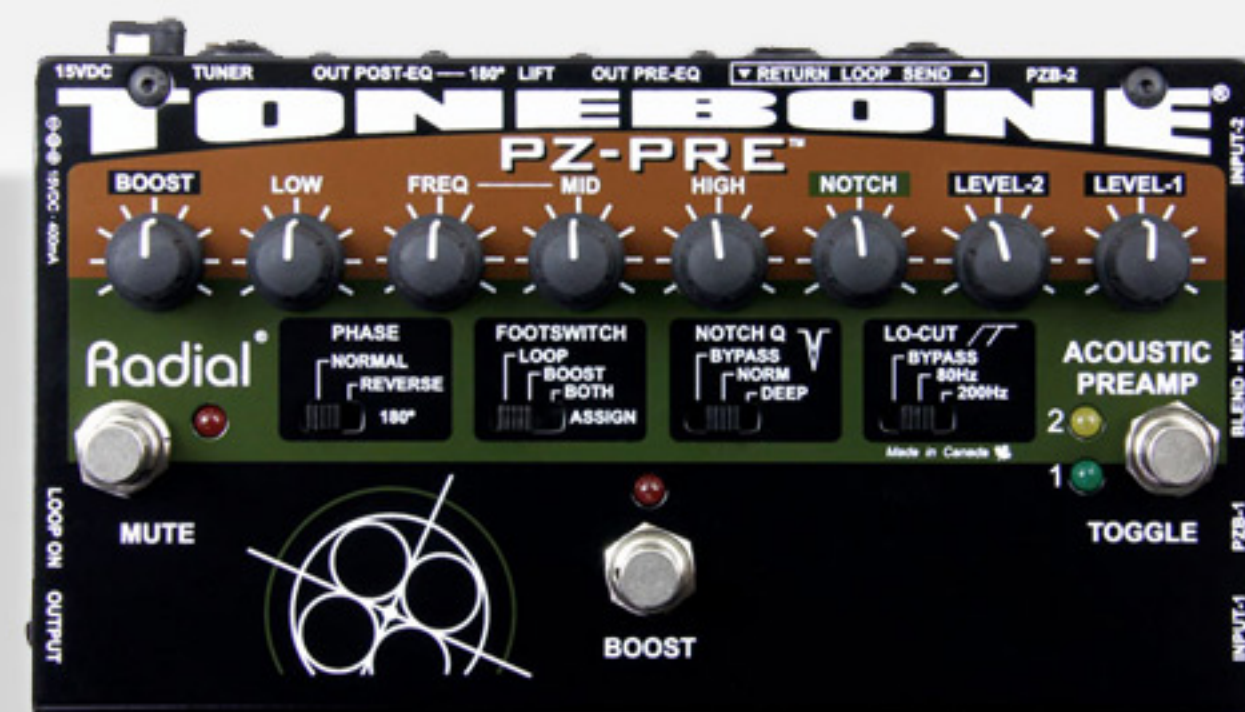 15VDC TUNER OUT POST-EQ 180° LIFT OUT PRE-EQ ▼ RETURN LOOP SEND ▲ PZB-2
TONEBONE®
PZ-PRE™
BOOST LOW FREQ MID HIGH NOTCH LEVEL-2 LEVEL-1
Radial®
PHASE
NORMAL
REVERSE
180°
FOOTSWITCH
LOOP
BOOST
BOTH
ASSIGN
NOTCH Q
BYPASS
NORM
DEEP
LO-CUT
BYPASS
80Hz
200Hz
Made in Canada
ACOUSTIC
PREAMP
2
1
MUTE
BOOST
TOGGLE
15VDC - 400mA
LOOP ON
OUTPUT
INPUT-2
BLEND - MIX
PZB-1
INPUT-1